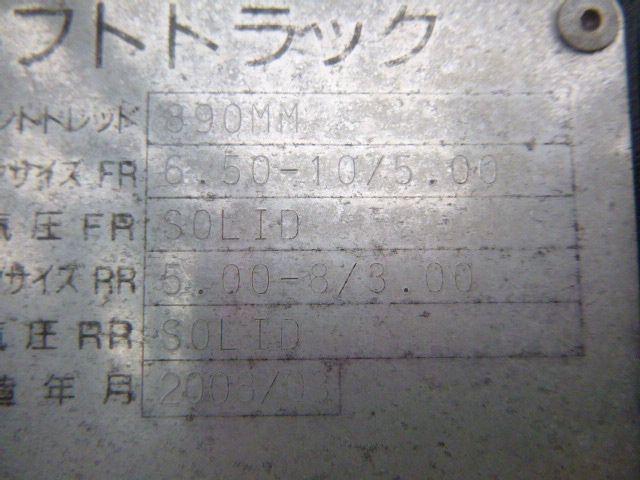 フトトラック
ントトレッド 890MM
サイズ FR 6.50-10/5.00
気圧 FR SOLID
サイズ RR 5.00-8/3.00
気圧 RR SOLID
造年月